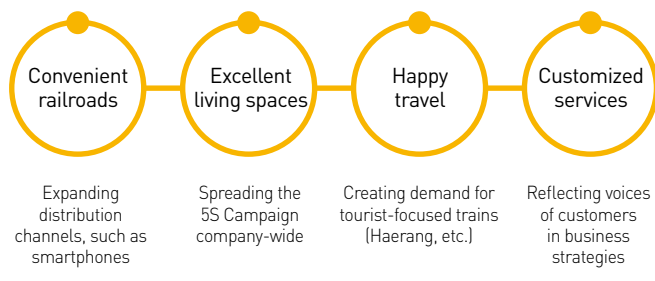 Convenient
railroads
Excellent
living spaces
Happy
travel
Customized
services
Expanding
distribution
channels, such as
smartphones
Spreading the
5S Campaign
company-wide
Creating demand for
tourist-focused trains
(Haerang, etc.)
Reflecting voices
of customers
in business
strategies